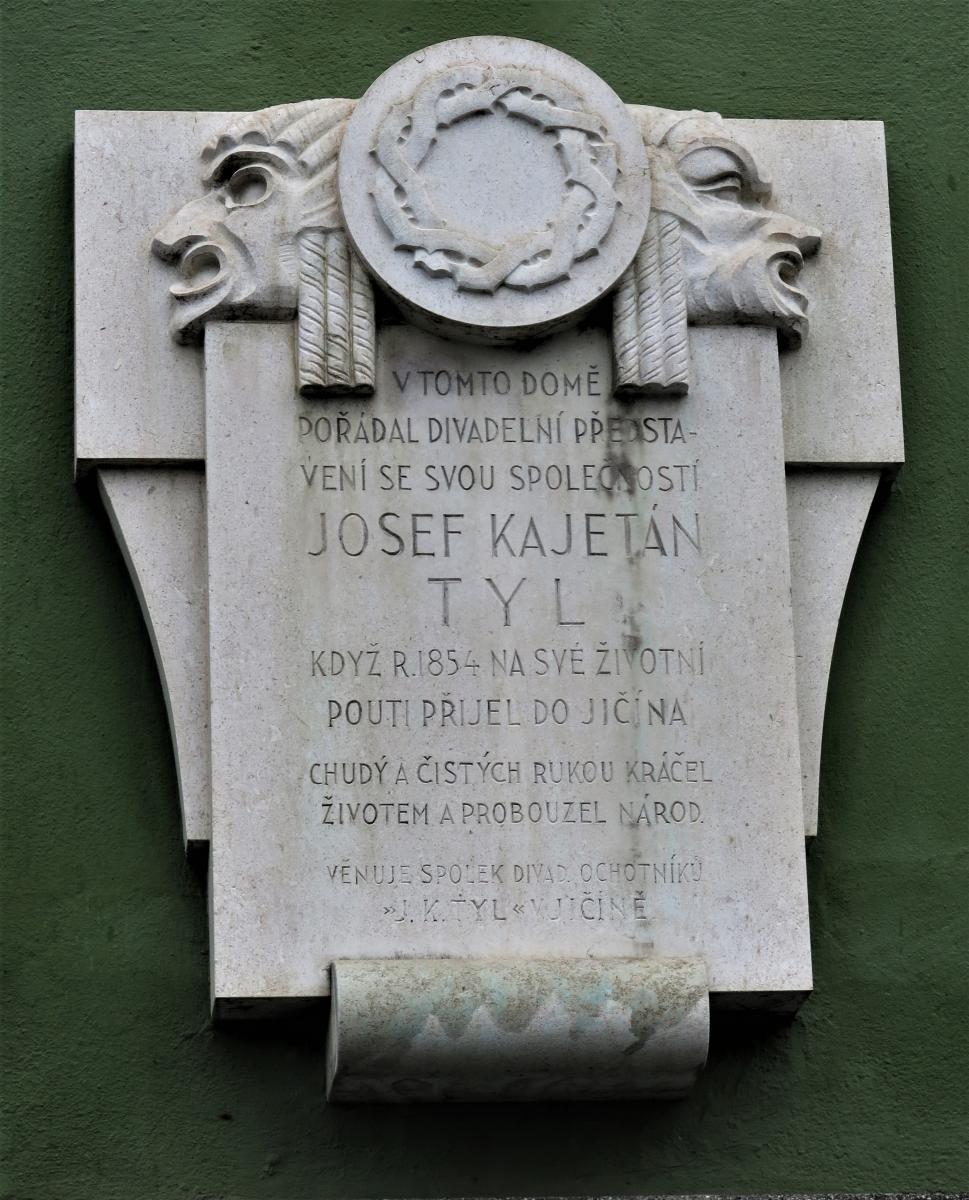 V TOMTO DOMĚ
POŘÁDAL DIVADELNÍ PŘEDSTA-
VENÍ SE SVOU SPOLEČNOSTÍ
JOSEF KAJETÁN
TYL
KDYŽ R.1854 NA SVÉ ŽIVOTNÍ
POUTI PŘIJEL DO JIČÍNA
CHUDÝ A ČISTÝCH RUKOU KRÁČEL
ŽIVOTEM A PROBOUZEL NÁROD.
VĚNUJE SPOLEK DIVAD. OCHOTNÍKŮ
»J. K. TYL« V JIČÍNĚ